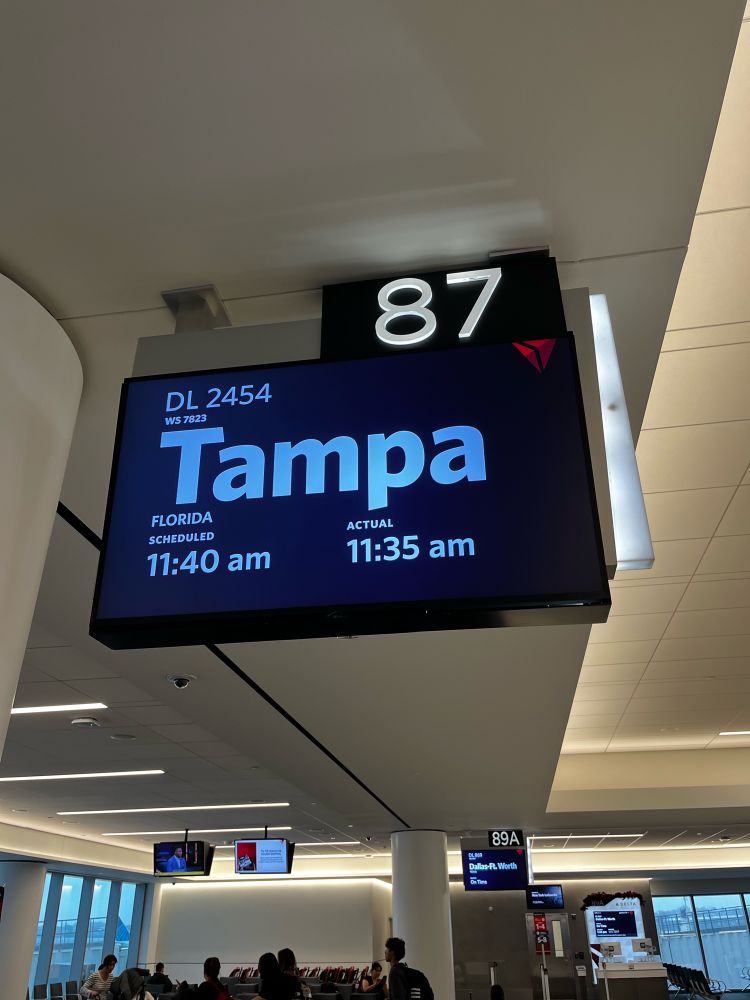 87
DL 2454
WS 7823
Tampa
FLORIDA
SCHEDULED
11:40 am
ACTUAL
11:35 am
89A
Dallas-Ft. Worth
On Time
DELTA